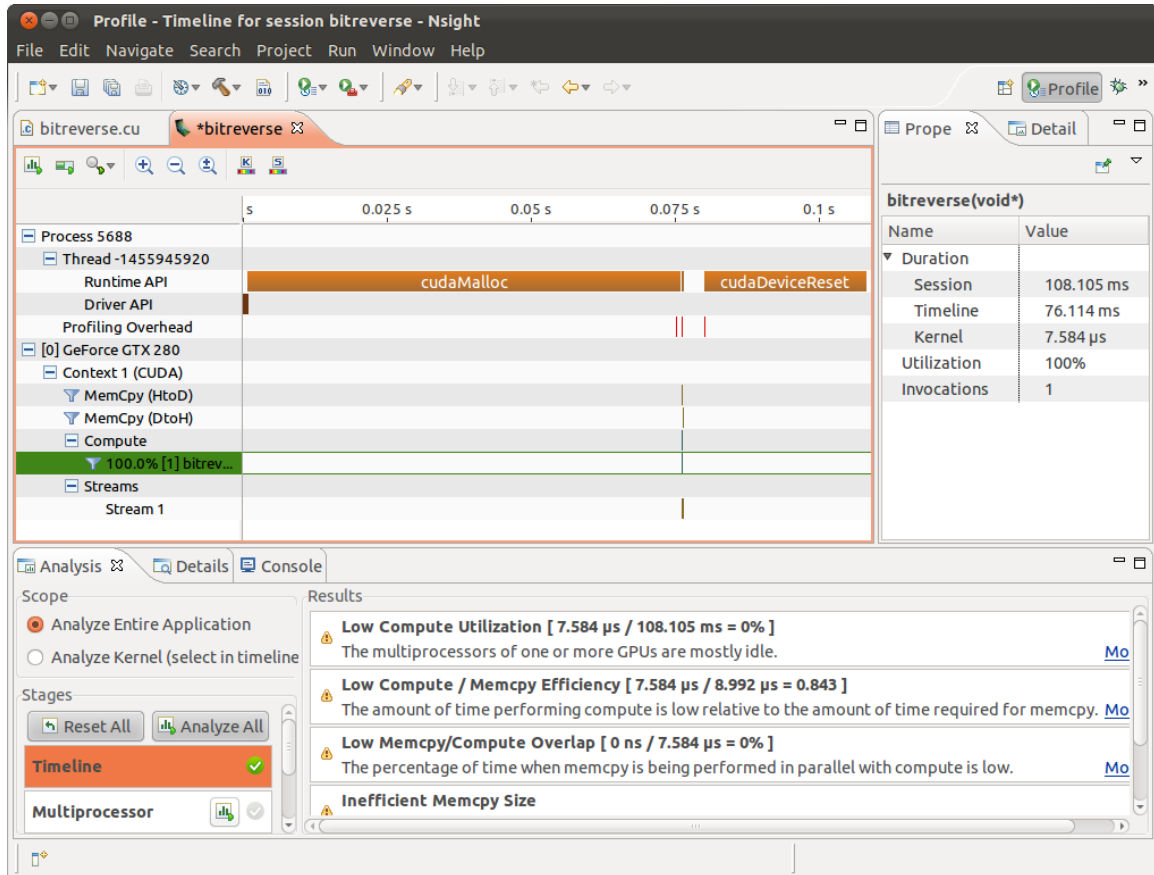 Profile - Timeline for session bitreverse - Nsight
File Edit Navigate Search Project Run Window Help
Profile
bitreverse.cu
*bitreverse
Prope
Detail
s 0.025 s 0.05 s 0.075 s 0.1 s
Process 5688
Thread -1455945920
Runtime API cudaMalloc cudaDeviceReset
Driver API
Profiling Overhead
[0] GeForce GTX 280
Context 1 (CUDA)
MemCpy (HtoD)
MemCpy (DtoH)
Compute
100.0% [1] bitrev...
Streams
Stream 1
bitreverse(void*)
Name Value
Duration
Session 108.105 ms
Timeline 76.114 ms
Kernel 7.584 µs
Utilization 100%
Invocations 1
Analysis Details Console
Scope
Analyze Entire Application
Analyze Kernel (select in timeline
Stages
Reset All Analyze All
Timeline
Multiprocessor
Results
Low Compute Utilization [ 7.584 µs / 108.105 ms = 0% ]
The multiprocessors of one or more GPUs are mostly idle. Mo
Low Compute / Memcpy Efficiency [ 7.584 µs / 8.992 µs = 0.843 ]
The amount of time performing compute is low relative to the amount of time required for memcpy. Mo
Low Memcpy/Compute Overlap [ 0 ns / 7.584 µs = 0% ]
The percentage of time when memcpy is being performed in parallel with compute is low. Mo
Inefficient Memcpy Size